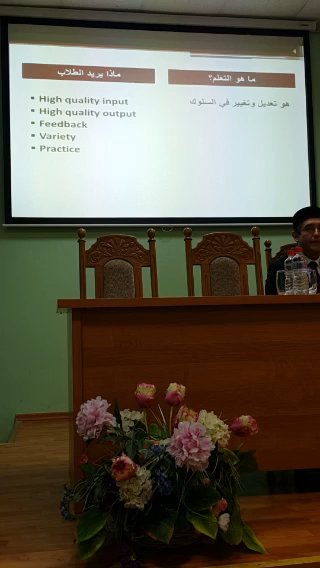 ما هو التعلم؟
هو تعديل وتغيير في السلوك
ماذا يريد الطلاب
▪ High quality input
▪ High quality output
▪ Feedback
▪ Variety
▪ Practice